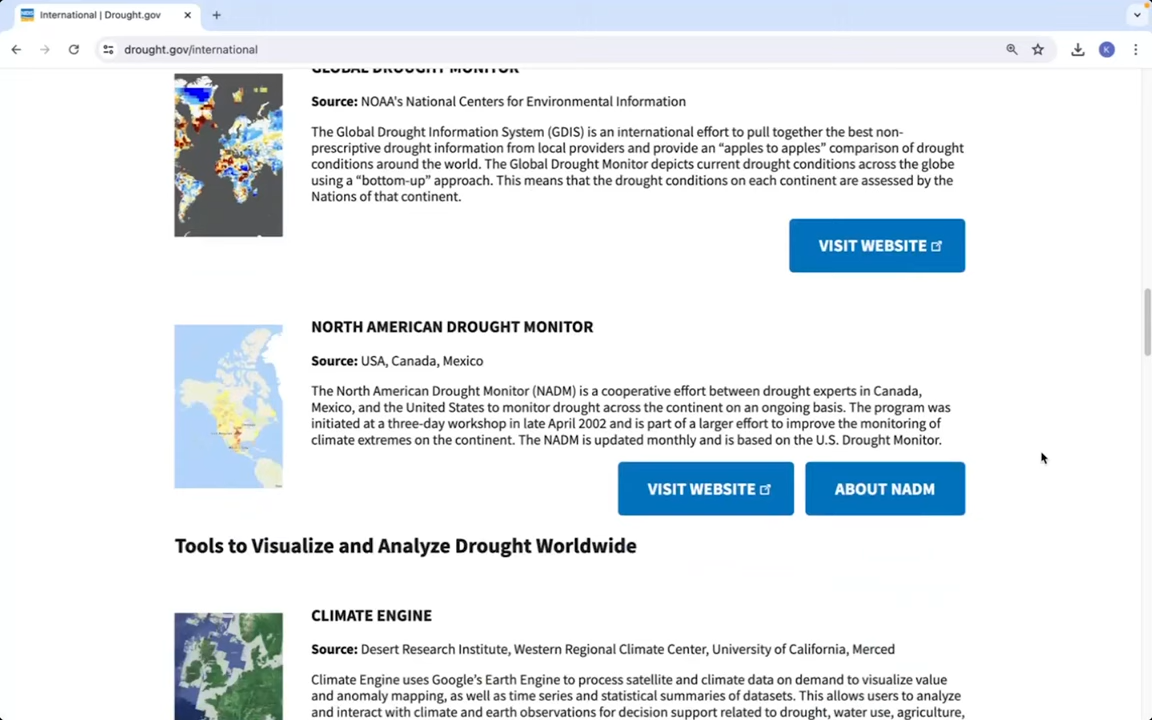 International | Drought.gov
drought.gov/international
K
GLOBAL DROUGHT MONITOR
Source: NOAA's National Centers for Environmental Information
The Global Drought Information System (GDIS) is an international effort to pull together the best non-
prescriptive drought information from local providers and provide an “apples to apples” comparison of drought
conditions around the world. The Global Drought Monitor depicts current drought conditions across the globe
using a “bottom-up” approach. This means that the drought conditions on each continent are assessed by the
Nations of that continent.
VISIT WEBSITE
NORTH AMERICAN DROUGHT MONITOR
Source: USA, Canada, Mexico
The North American Drought Monitor (NADM) is a cooperative effort between drought experts in Canada,
Mexico, and the United States to monitor drought across the continent on an ongoing basis. The program was
initiated at a three-day workshop in late April 2002 and is part of a larger effort to improve the monitoring of
climate extremes on the continent. The NADM is updated monthly and is based on the U.S. Drought Monitor.
VISIT WEBSITE
ABOUT NADM
Tools to Visualize and Analyze Drought Worldwide
CLIMATE ENGINE
Source: Desert Research Institute, Western Regional Climate Center, University of California, Merced
Climate Engine uses Google’s Earth Engine to process satellite and climate data on demand to visualize value
and anomaly mapping, as well as time series and statistical summaries of datasets. This allows users to analyze
and interact with climate and earth observations for decision support related to drought, water use, agriculture,